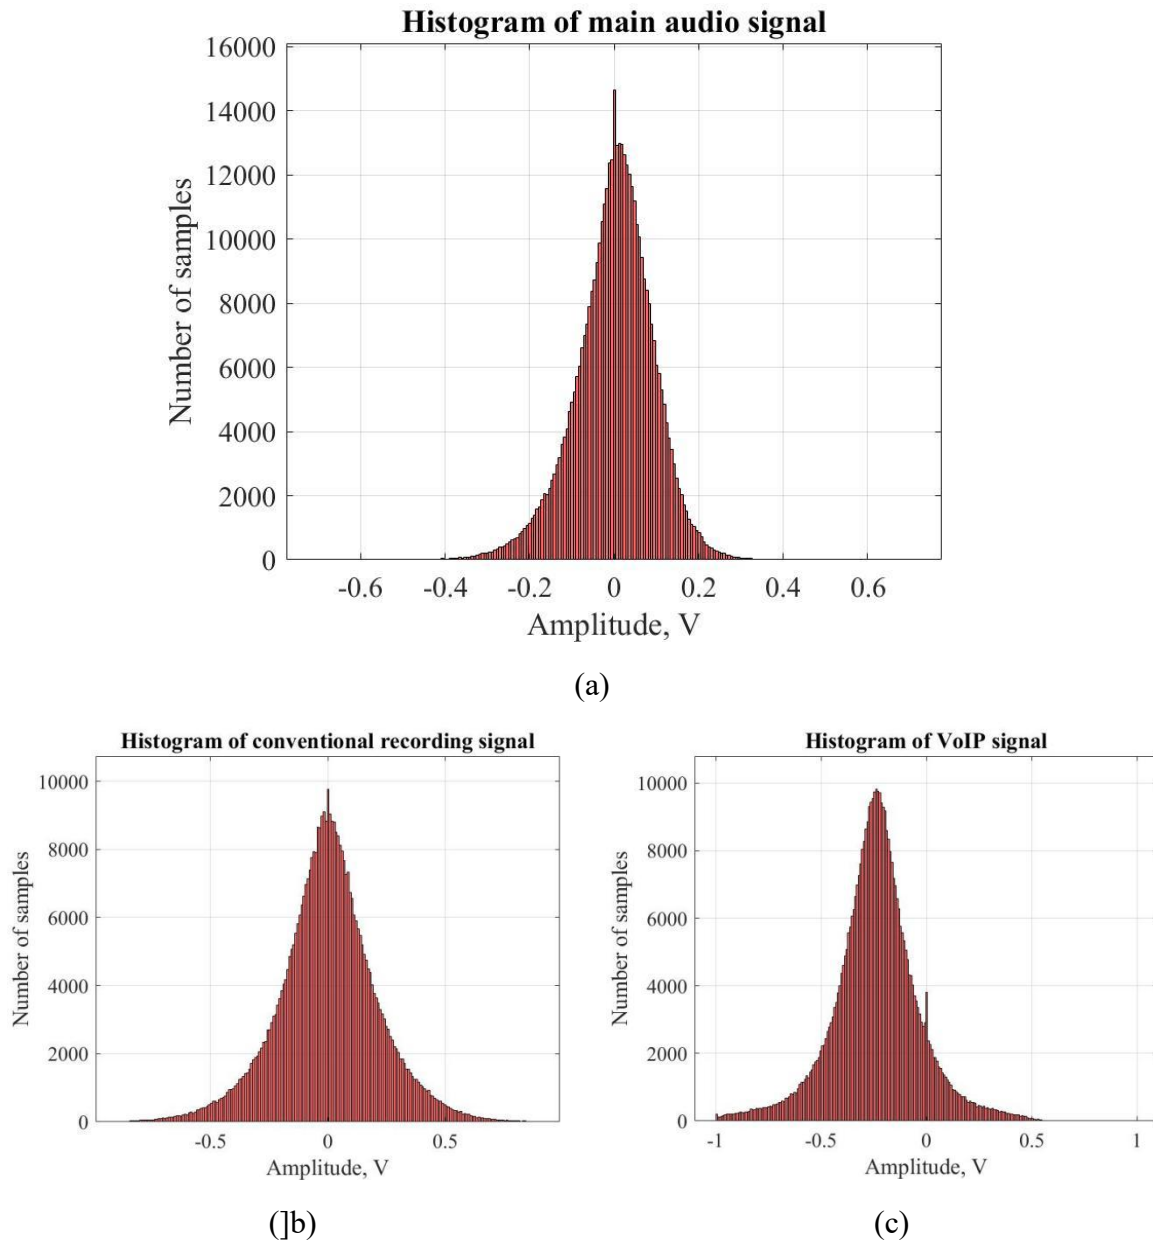 Histogram of main audio signal
16000
14000
12000
10000
8000
6000
4000
2000
0
Number of samples
-0.6 -0.4 -0.2 0 0.2 0.4 0.6
Amplitude, V
(a)
Histogram of conventional recording signal
10000
8000
6000
4000
2000
0
Number of samples
-0.5 0 0.5
Amplitude, V
(]b)
Histogram of VoIP signal
10000
8000
6000
4000
2000
0
Number of samples
-1 -0.5 0 0.5 1
Amplitude, V
(c)